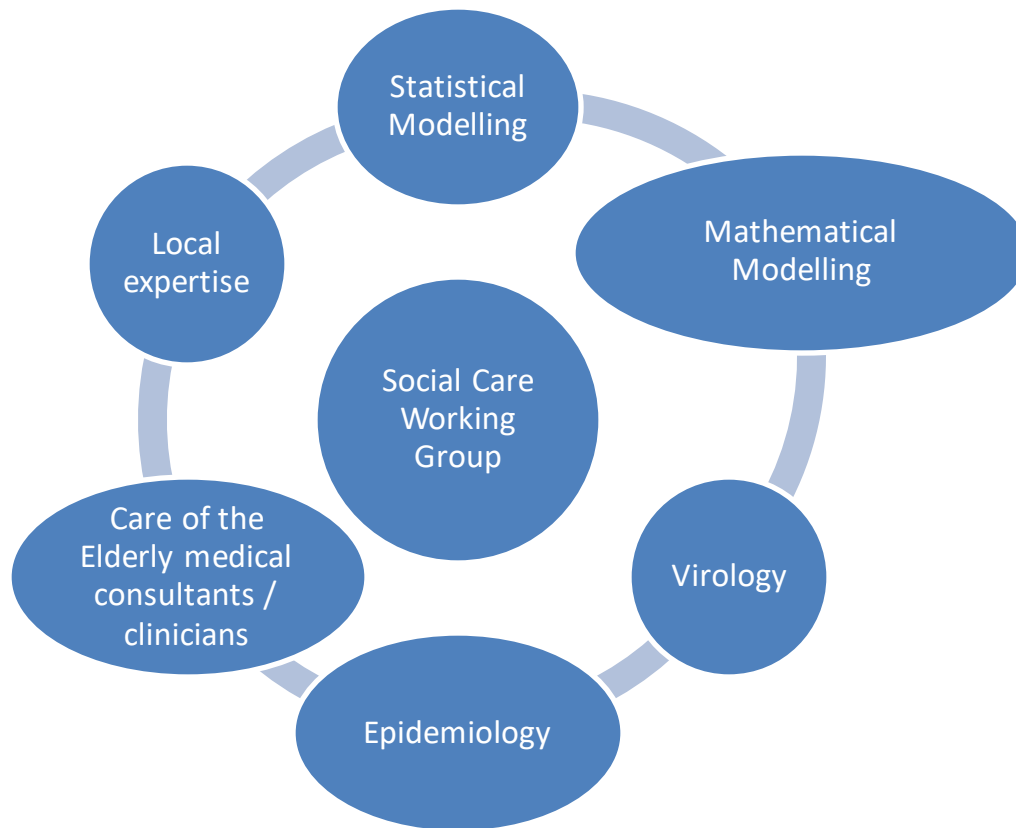 Statistical
Modelling
Mathematical
Modelling
Local
expertise
Social Care
Working
Group
Virology
Care of the
Elderly medical
consultants /
clinicians
Epidemiology